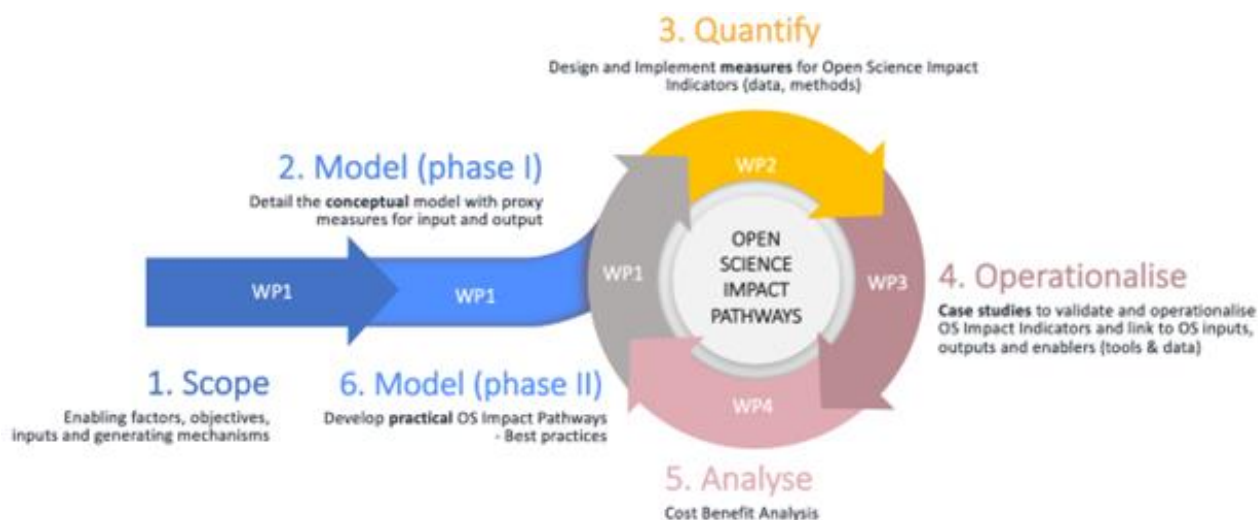 3. Quantify
Design and Implement measures for Open Science Impact
Indicators (data, methods)
2. Model (phase I)
Detail the conceptual model with proxy
measures for input and output
WP1
WP1
WP1
WP2
WP3
WP4
OPEN
SCIENCE
IMPACT
PATHWAYS
4. Operationalise
Case studies to validate and operationalise
OS Impact Indicators and link to OS inputs,
outputs and enablers (tools & data)
1. Scope
Enabling factors, objectives,
inputs and generating mechanisms
6. Model (phase II)
Develop practical OS Impact Pathways
- Best practices
5. Analyse
Cost Benefit Analysis